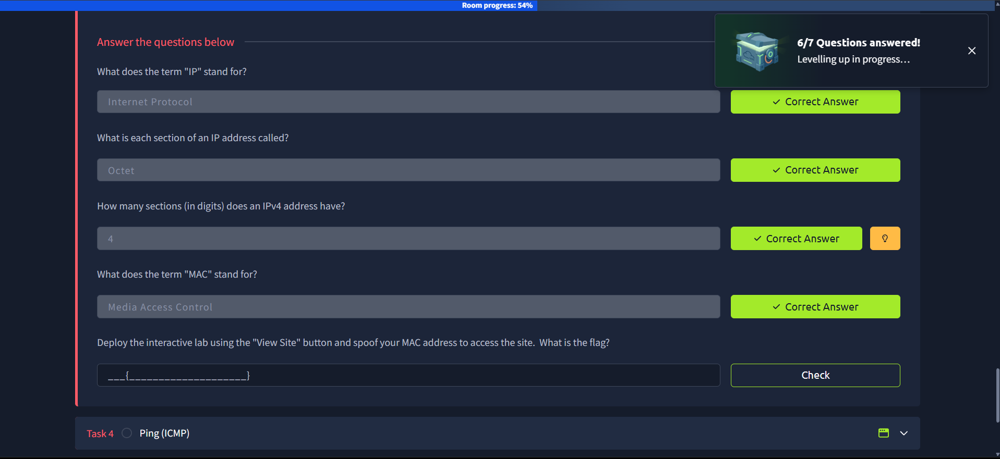 Room progress: 54%
6/7 Questions answered!
Levelling up in progress...
Answer the questions below
What does the term "IP" stand for?
Internet Protocol
Correct Answer
What is each section of an IP address called?
Octet
Correct Answer
How many sections (in digits) does an IPv4 address have?
4
Correct Answer
What does the term "MAC" stand for?
Media Access Control
Correct Answer
Deploy the interactive lab using the "View Site" button and spoof your MAC address to access the site.  What is the flag?
___{____________________}
Check
Task 4 Ping (ICMP)